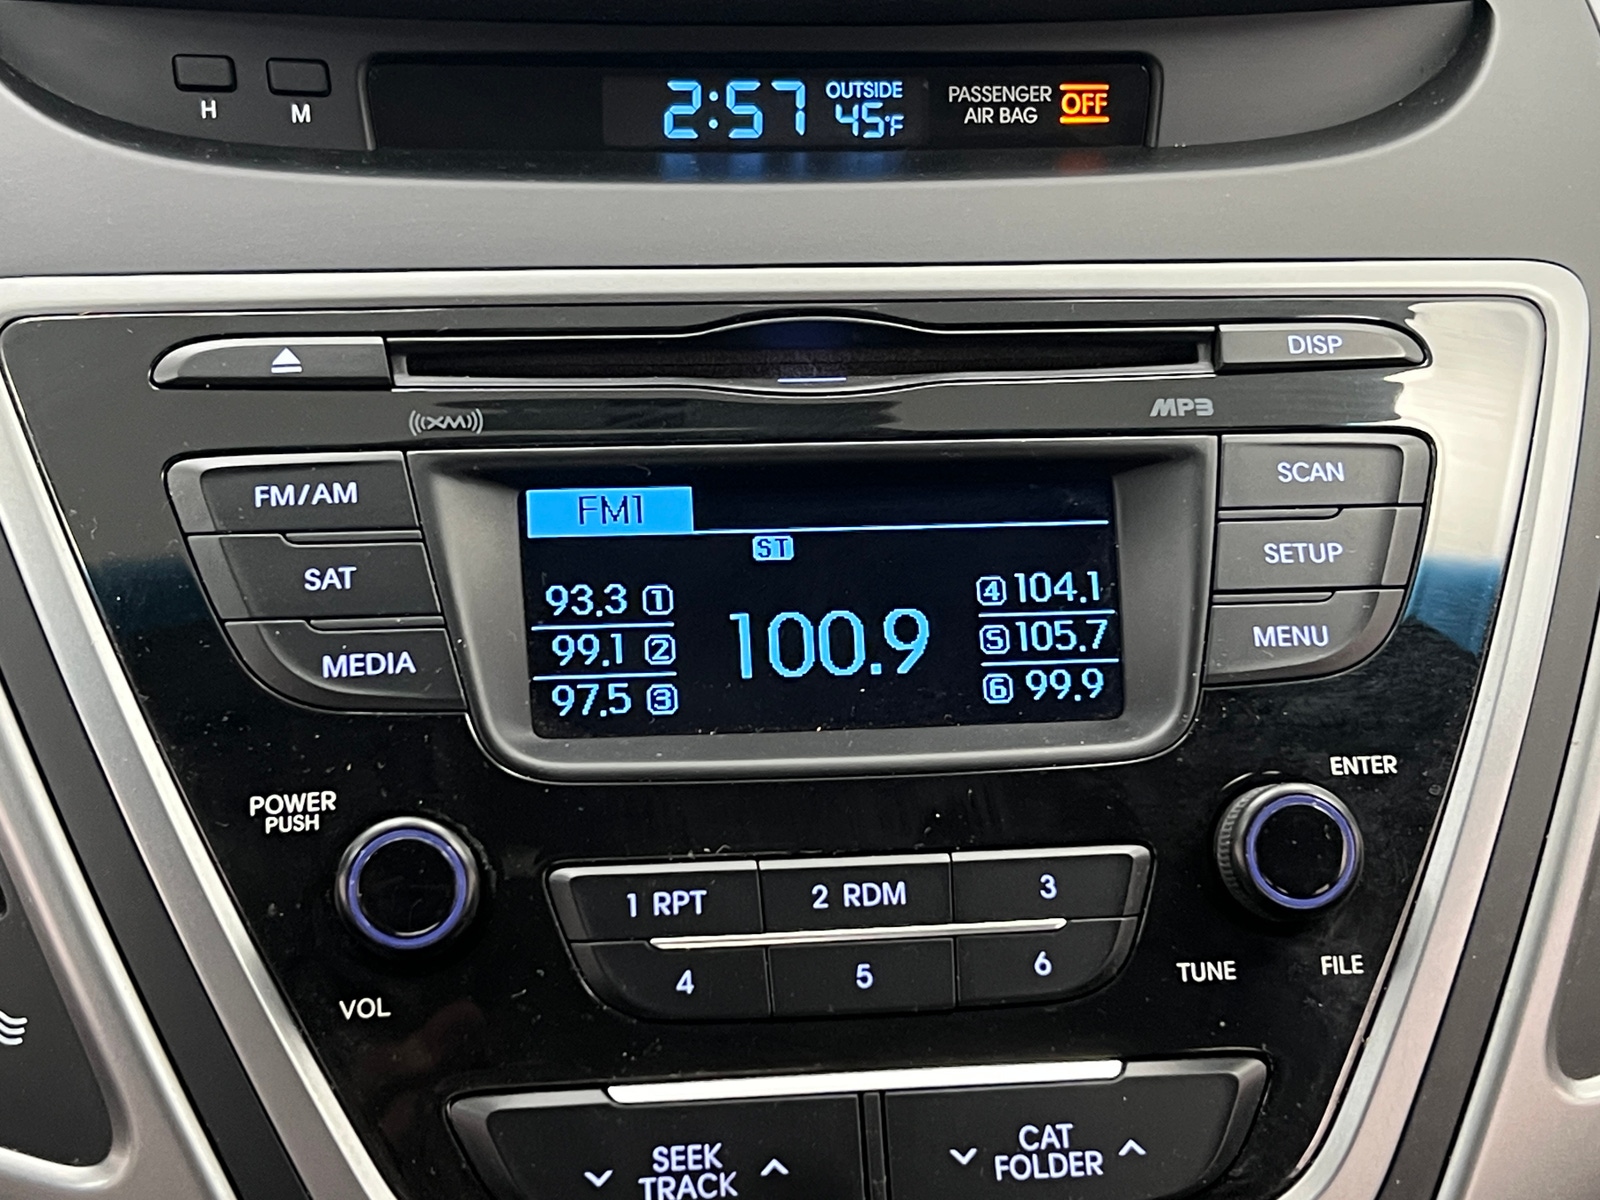 H
M
2:57
OUTSIDE
45°F
PASSENGER
AIR BAG
OFF
DISP
((XM))
MP3
FM/AM
SAT
MEDIA
FM1
ST
93.3 1
99.1 2
97.5 3
100.9
4 104.1
5 105.7
6 99.9
SCAN
SETUP
MENU
POWER
PUSH
VOL
1 RPT
2 RDM
3
4
5
6
ENTER
TUNE
FILE
SEEK
TRACK
CAT
FOLDER